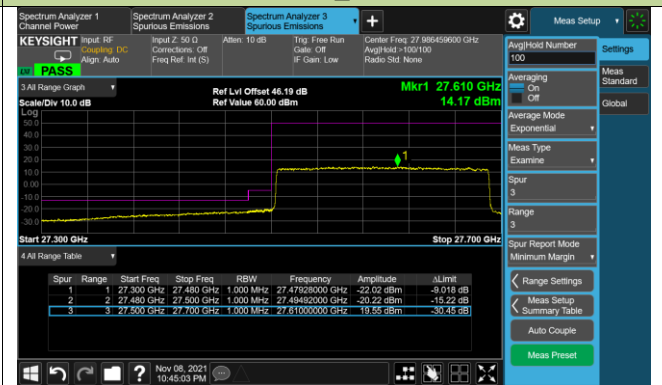 Spectrum Analyzer 1
Channel Power
Spectrum Analyzer 2
Spurious Emissions
Spectrum Analyzer 3
Spurious Emissions
Meas Setup
KEYSIGHT
Input: RF
Coupling: DC
Align: Auto
Input Z: 50 Ω
Corrections: Off
Freq Ref: Int (S)
Atten: 10 dB
Trig: Free Run
Gate: Off
IF Gain: Low
Center Freq: 27.986459600 GHz
Avg|Hold:>100/100
Radio Std: None
PASS
3 All Range Graph
Scale/Div 10.0 dB
Ref Lvl Offset 46.19 dB
Ref Value 60.00 dBm
Mkr1 27.610 GHz
14.17 dBm
Log
50.0
40.0
30.0
20.0
10.0
0.00
-10.0
-20.0
-30.0
1
Start 27.300 GHz
Stop 27.700 GHz
4 All Range Table
Spur Range Start Freq Stop Freq RBW Frequency Amplitude ΔLimit
1 1 27.300 GHz 27.480 GHz 1.000 MHz 27.47928000 GHz -22.02 dBm -9.018 dB
2 2 27.480 GHz 27.500 GHz 1.000 MHz 27.49492000 GHz -20.22 dBm -15.22 dB
3 3 27.500 GHz 27.700 GHz 1.000 MHz 27.61000000 GHz 19.55 dBm -30.45 dB
Nov 08, 2021
10:45:03 PM
Avg|Hold Number
100
Averaging
On
Off
Average Mode
Exponential
Meas Type
Examine
Spur
3
Range
3
Spur Report Mode
Minimum Margin
Range Settings
Meas Setup
Summary Table
Auto Couple
Meas Preset
Settings
Meas
Standard
Global